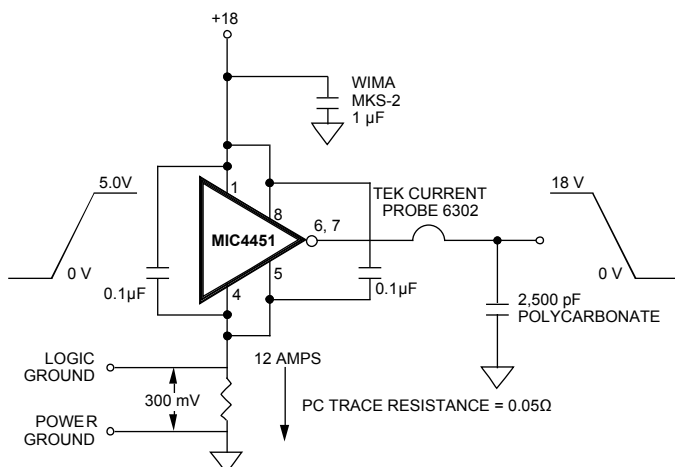 +18
WIMA
MKS-2
1 µF
5.0V
0 V
1
8
MIC4451
6, 7
5
4
0.1µF
0.1µF
TEK CURRENT
PROBE 6302
18 V
0 V
2,500 pF
POLYCARBONATE
LOGIC
GROUND
300 mV
POWER
GROUND
12 AMPS
PC TRACE RESISTANCE = 0.05Ω